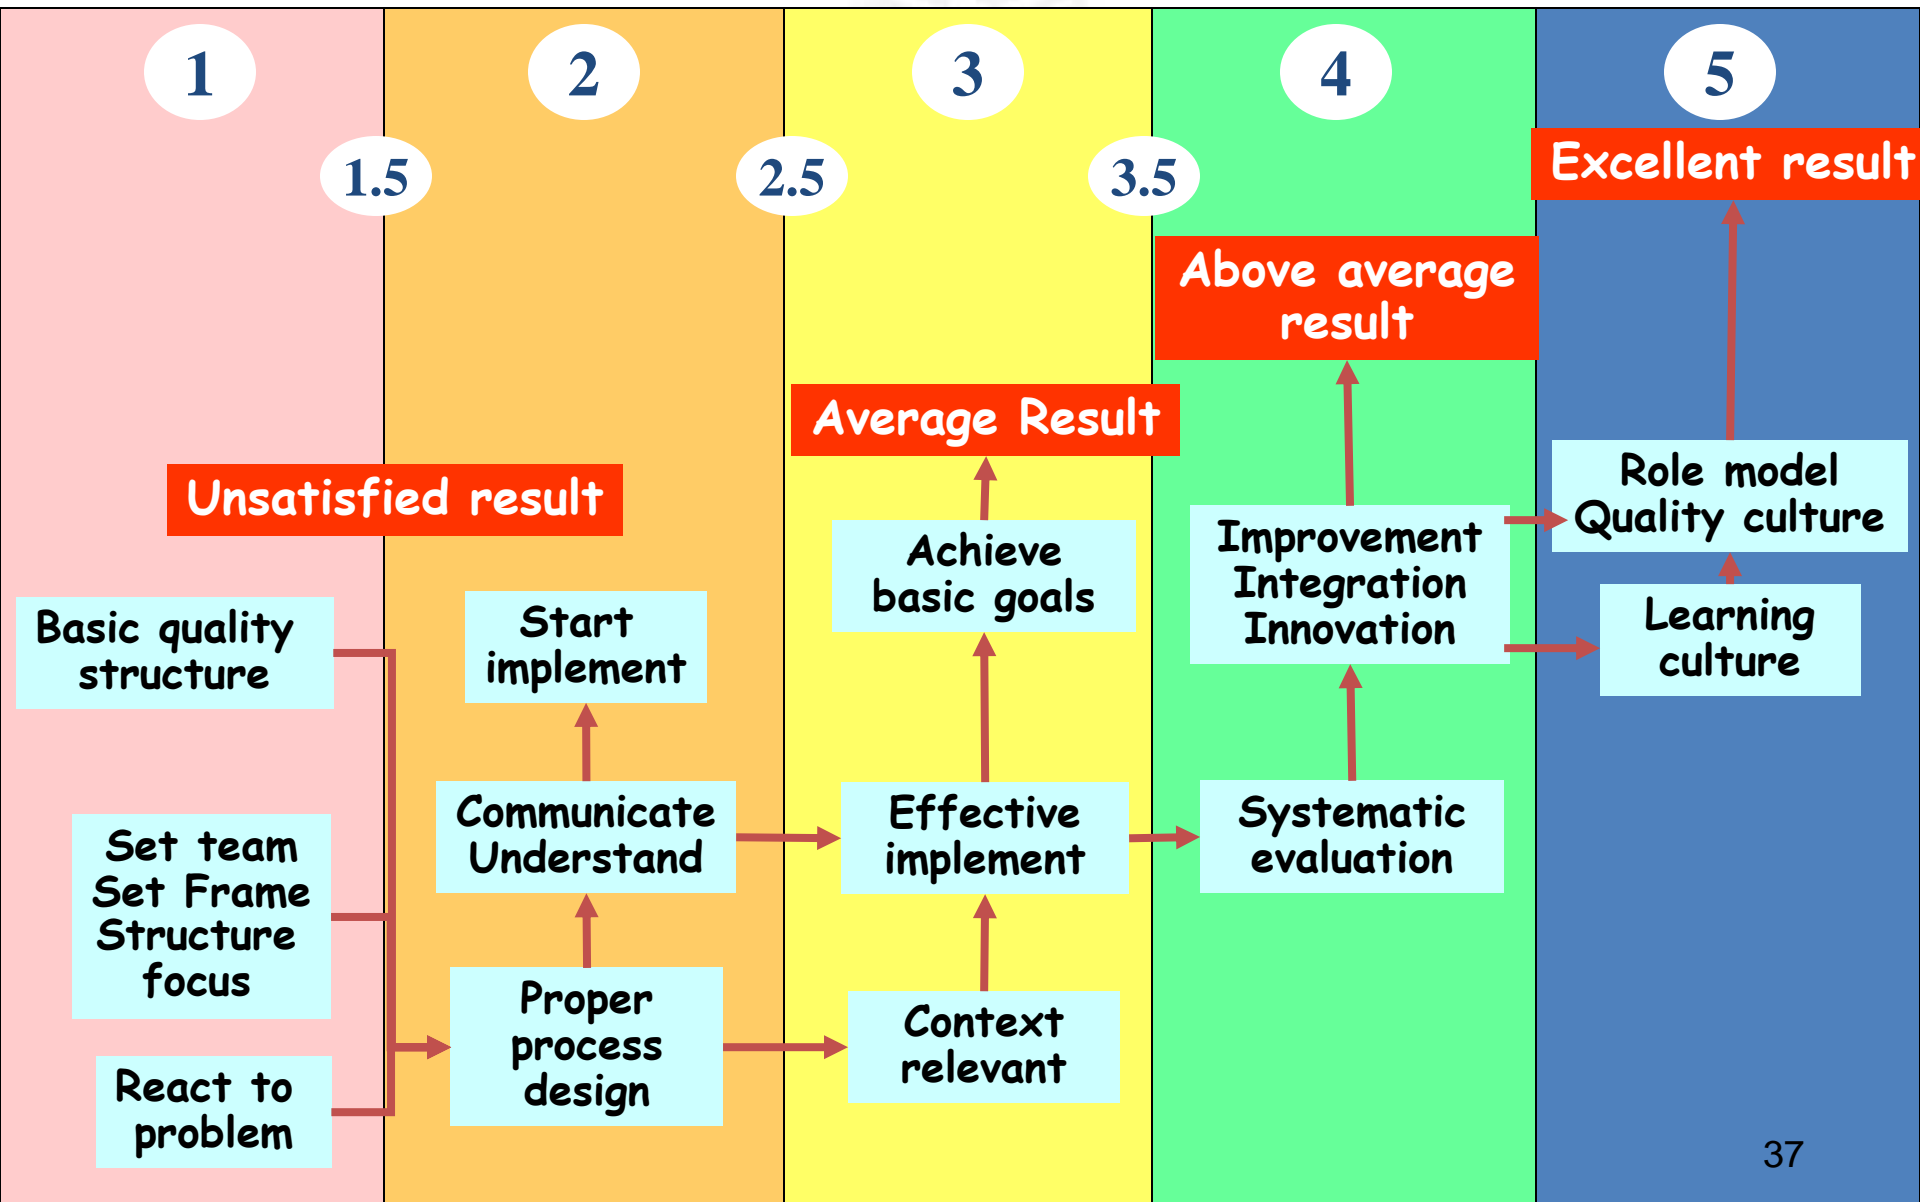 1
2
3
4
5
1.5
2.5
3.5
Excellent result
Above average
result
Average Result
Unsatisfied result
Basic quality
structure
Set team
Set Frame
Structure
focus
React to
problem
Start
implement
Communicate
Understand
Proper
process
design
Achieve
basic goals
Effective
implement
Context
relevant
Improvement
Integration
Innovation
Systematic
evaluation
Role model
Quality culture
Learning
culture
37